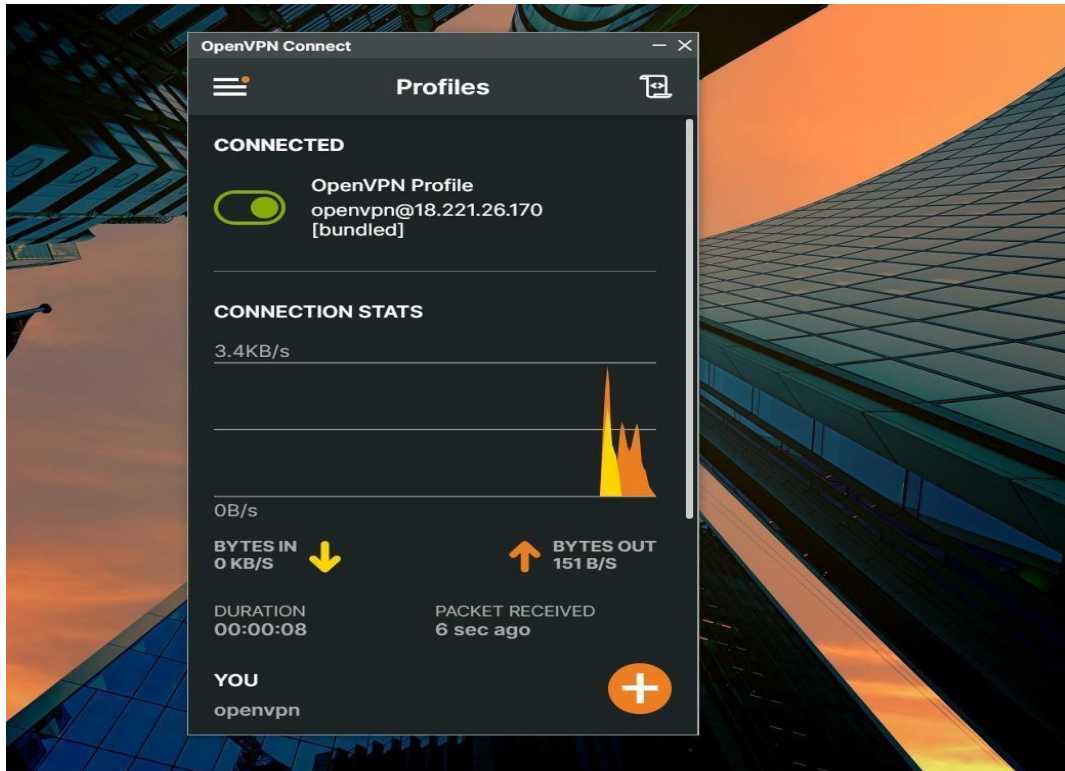 OpenVPN Connect
Profiles
CONNECTED
OpenVPN Profile
openvpn@18.221.26.170
[bundled]
CONNECTION STATS
3.4KB/s
0B/s
BYTES IN
0 KB/S
BYTES OUT
151 B/S
DURATION
00:00:08
PACKET RECEIVED
6 sec ago
YOU
openvpn